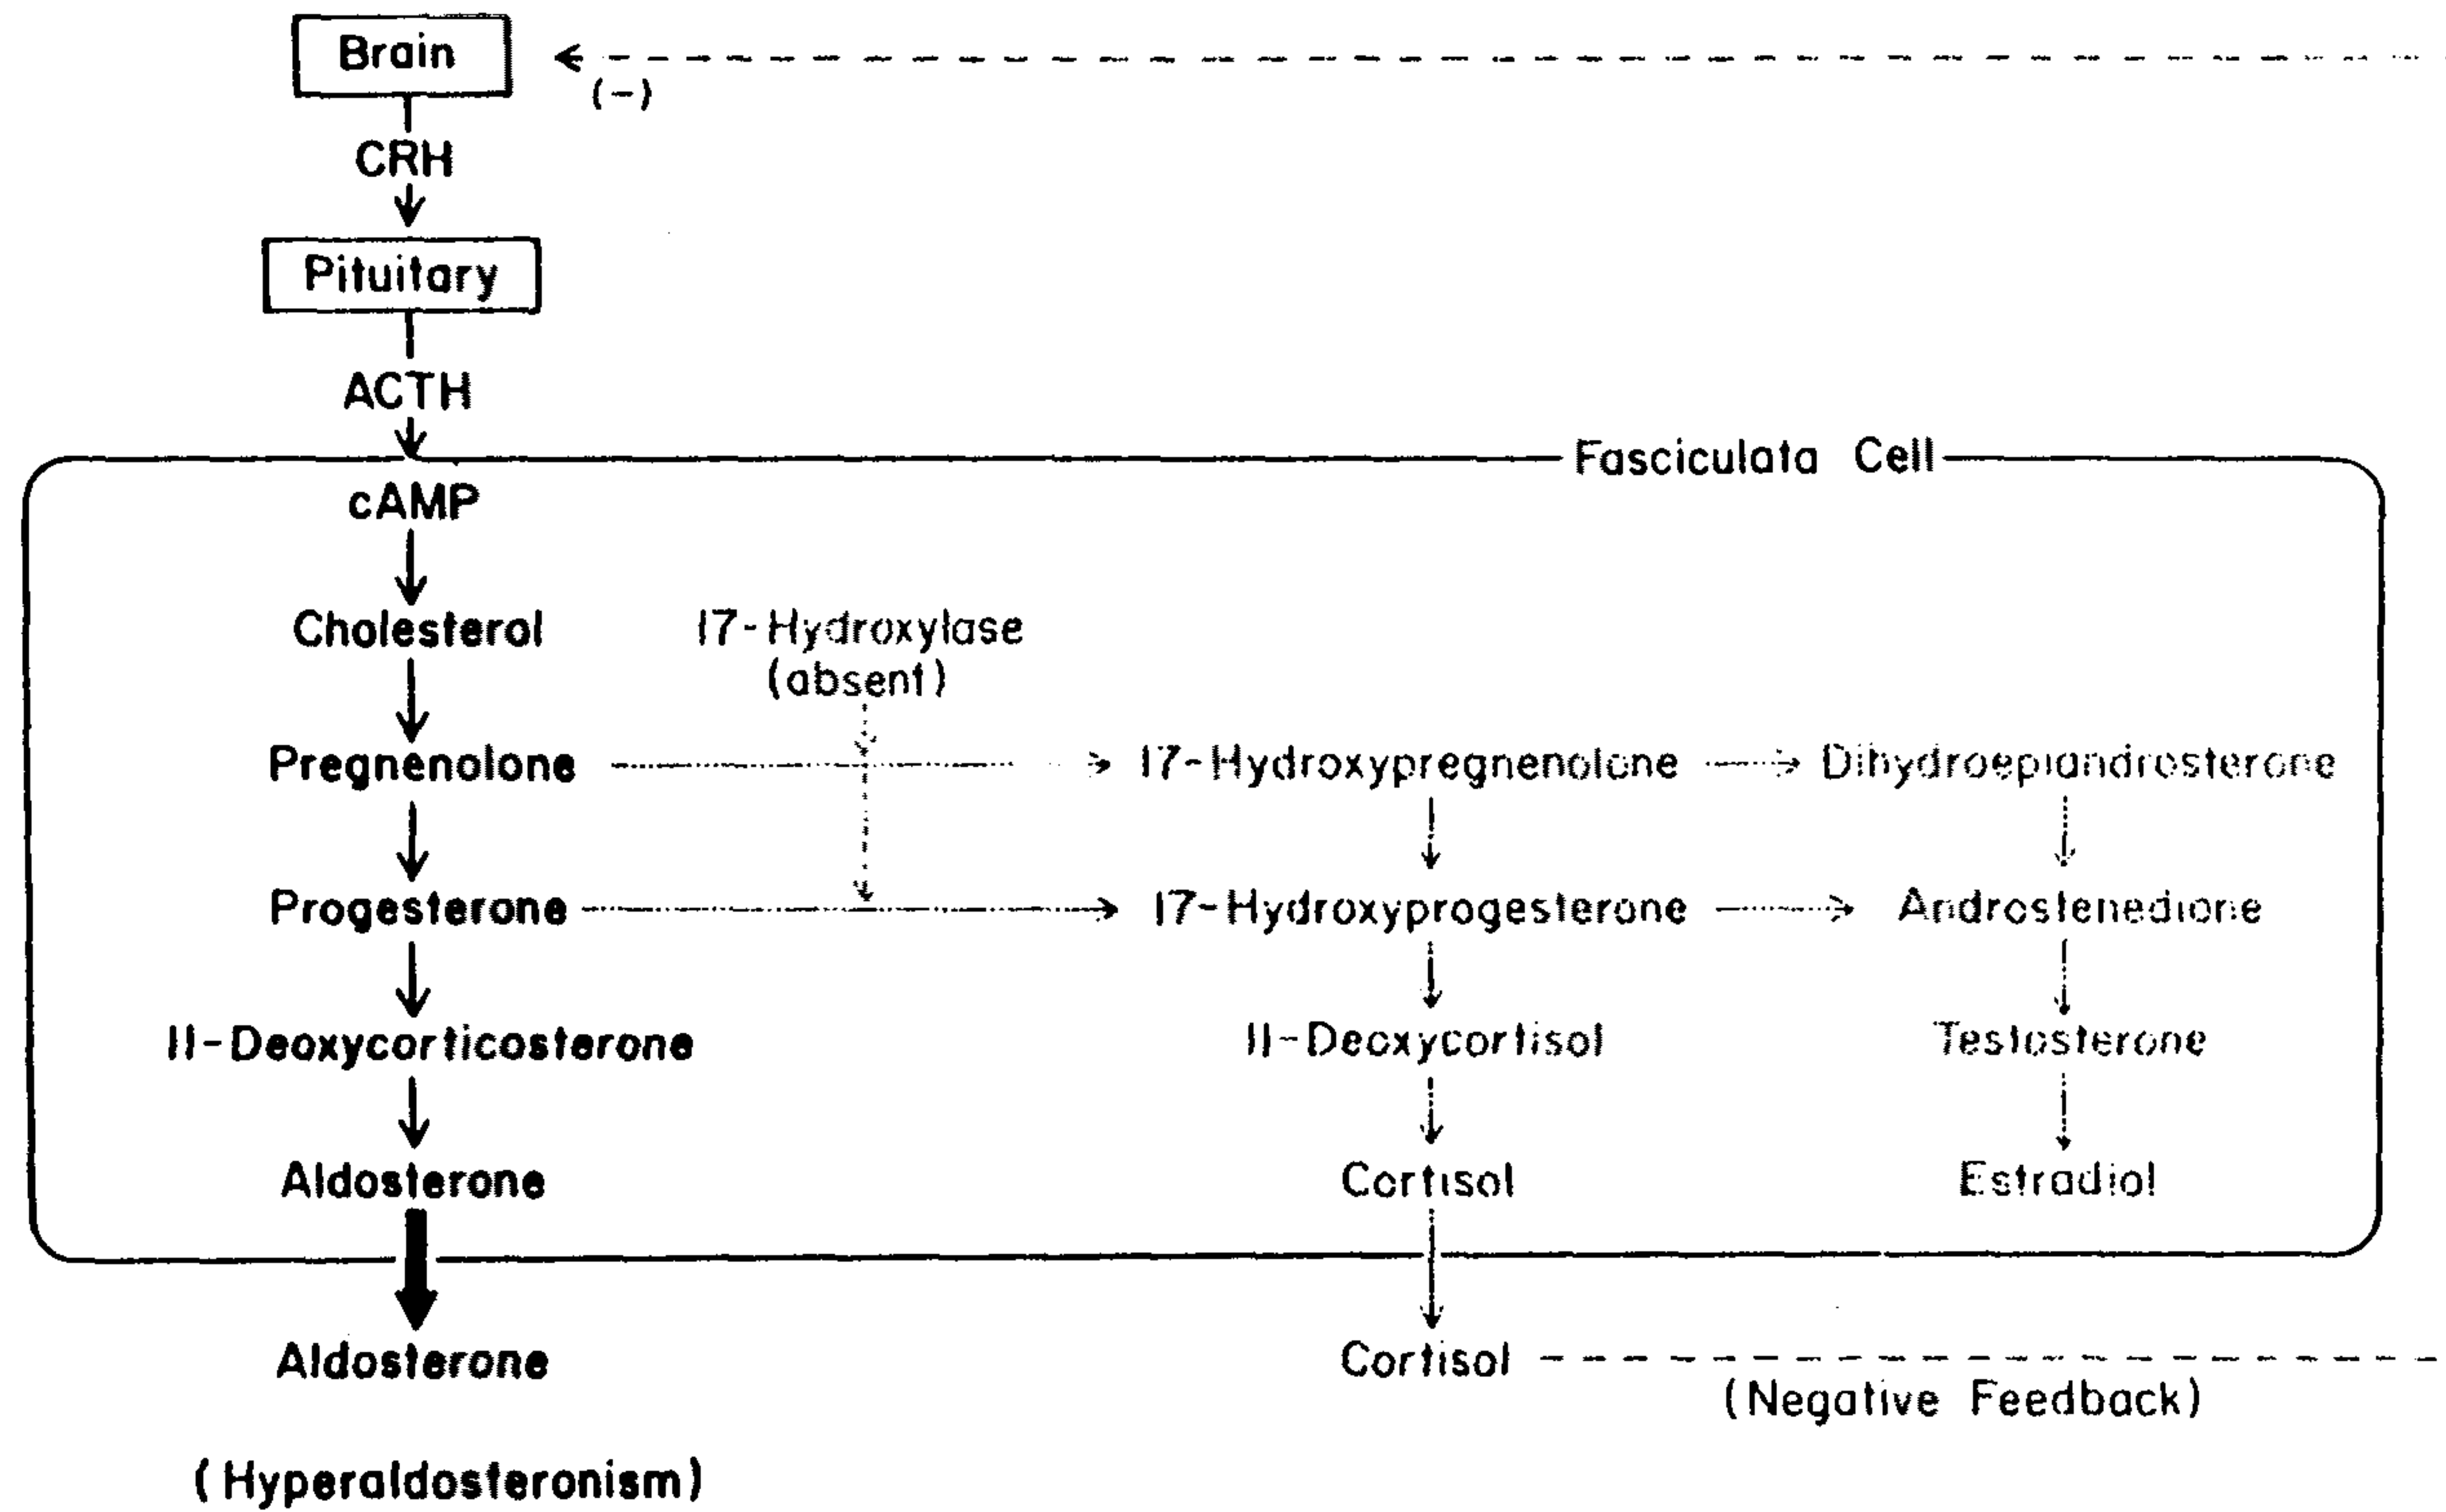 Brain
(-)
CRH
Pituitary
ACTH
Fasciculata Cell
cAMP
Cholesterol
17-Hydroxylase
(absent)
Pregnenolone
17-Hydroxypregnenolone
Dihydroepiandrosterone
Progesterone
17-Hydroxyprogesterone
Androstenedione
11-Deoxycorticosterone
11-Deoxycortisol
Testosterone
Aldosterone
Cortisol
Estradiol
Aldosterone
Cortisol
(Negative Feedback)
(Hyperaldosteronism)